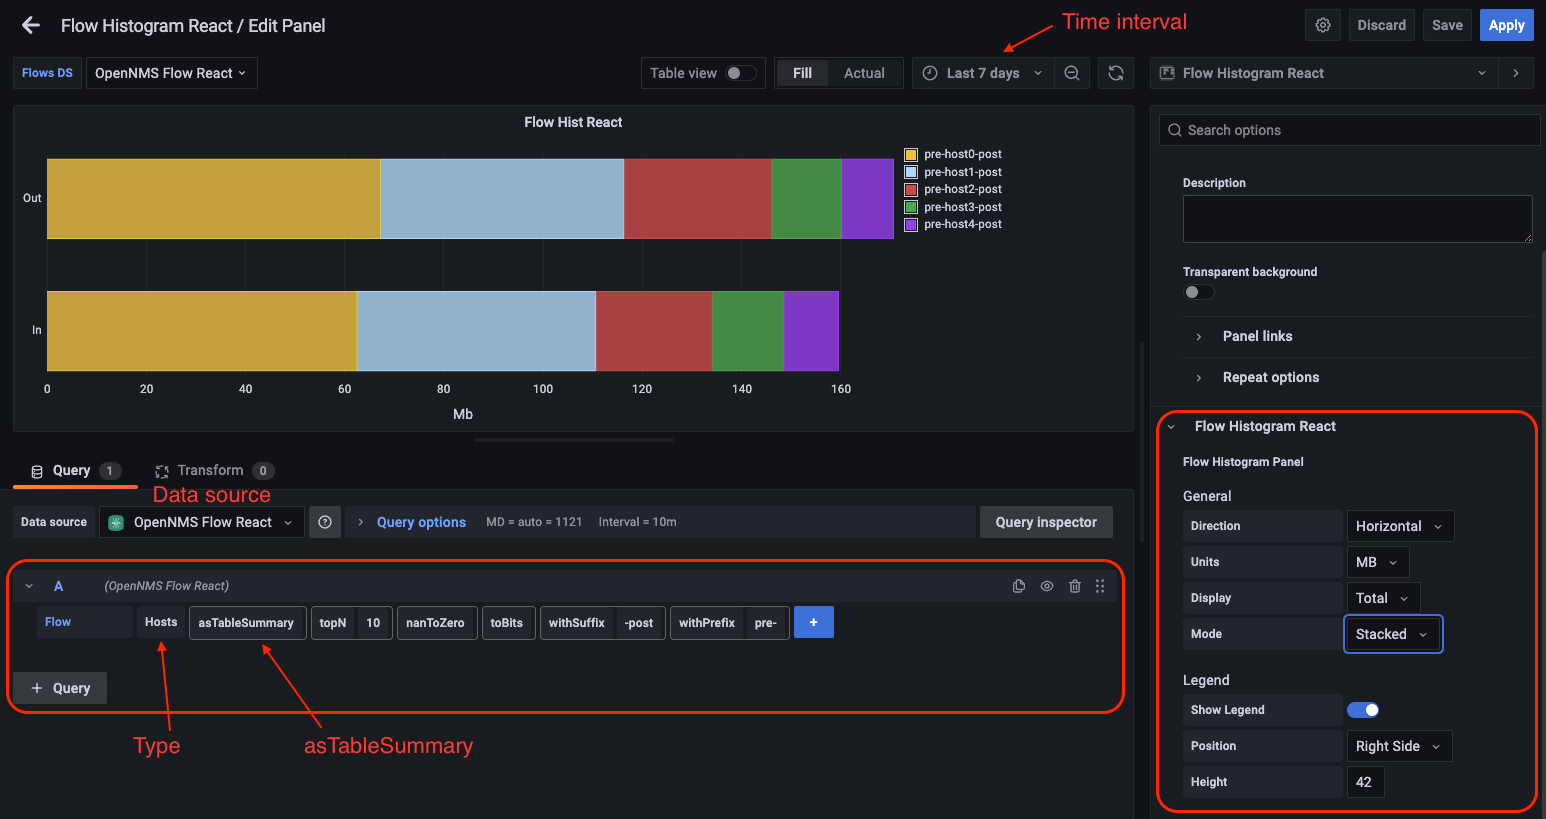 Flow Histogram React / Edit Panel
Time interval
Discard
Save
Apply
Flows DS
OpenNMS Flow React
Table view
Fill
Actual
Last 7 days
Flow Histogram React
Flow Hist React
Out
In
0 20 40 60 80 100 120 140 160
Mb
pre-host0-post
pre-host1-post
pre-host2-post
pre-host3-post
pre-host4-post
Query 1
Transform 0
Data source
Data source
OpenNMS Flow React
Query options
MD = auto = 1121
Interval = 10m
Query inspector
A (OpenNMS Flow React)
Flow Hosts asTableSummary topN 10 nanToZero toBits withSuffix -post withPrefix pre- +
+ Query
Type
asTableSummary
Search options
Description
Transparent background
Panel links
Repeat options
Flow Histogram React
Flow Histogram Panel
General
Direction Horizontal
Units MB
Display Total
Mode Stacked
Legend
Show Legend
Position Right Side
Height 42